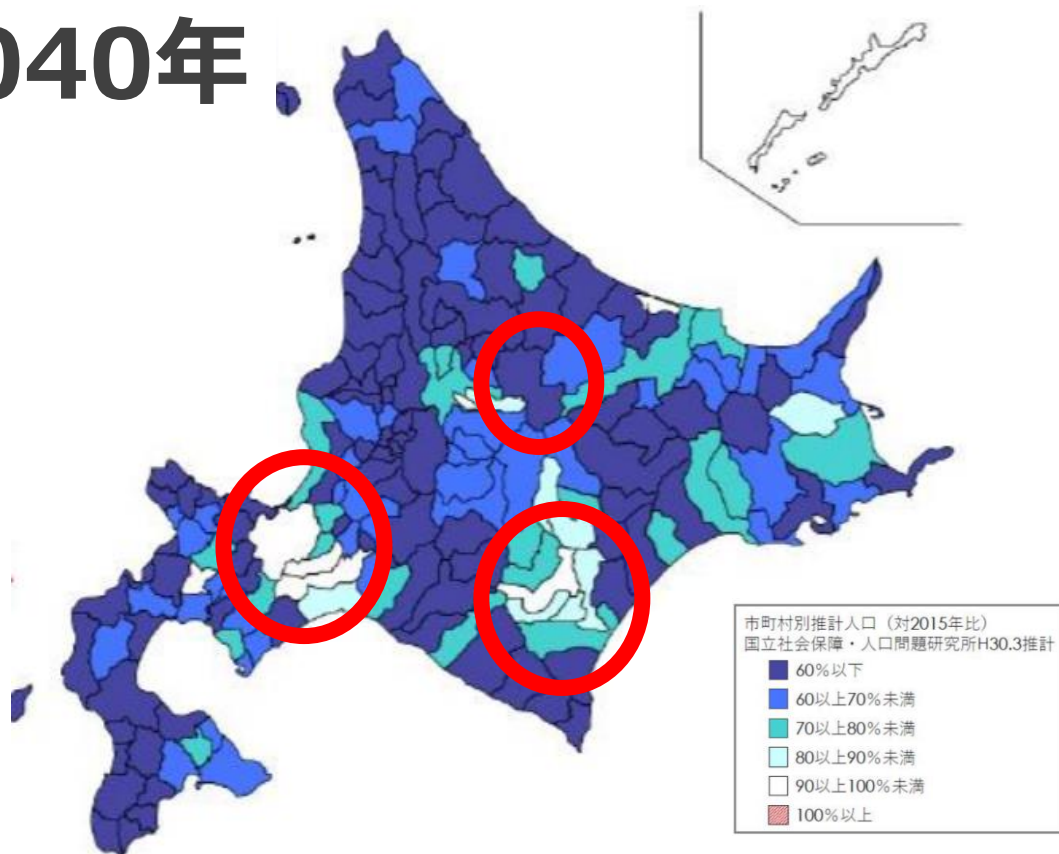 040年
市町村別推計人口(対2015年比)
国立社会保障・人口問題研究所H30.3推計
60%以下
60以上70%未満
70以上80%未満
80以上90%未満
90以上100%未満
100%以上